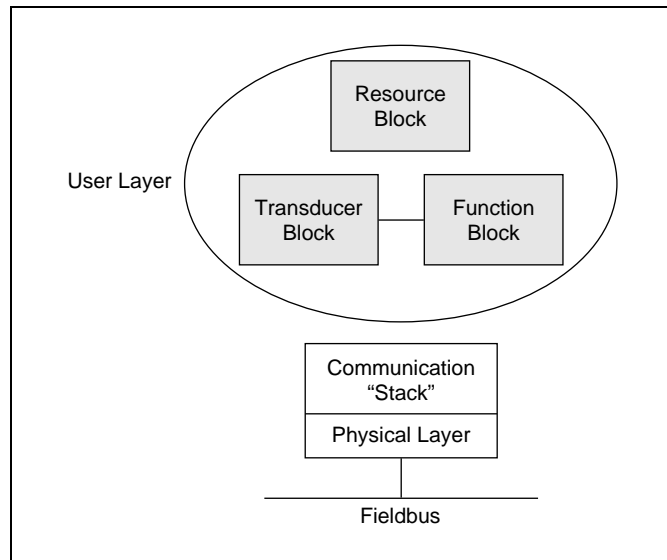 Resource
Block
User Layer
Transducer
Block
Function
Block
Communication
“Stack”
Physical Layer
Fieldbus